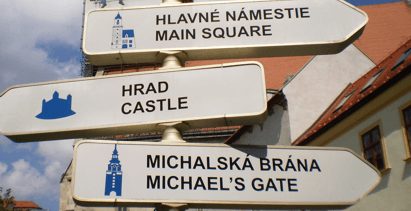 HLAVNÉ NÁMESTIE
MAIN SQUARE
HRAD
CASTLE
MICHALSKÁ BRÁNA
MICHAEL'S GATE